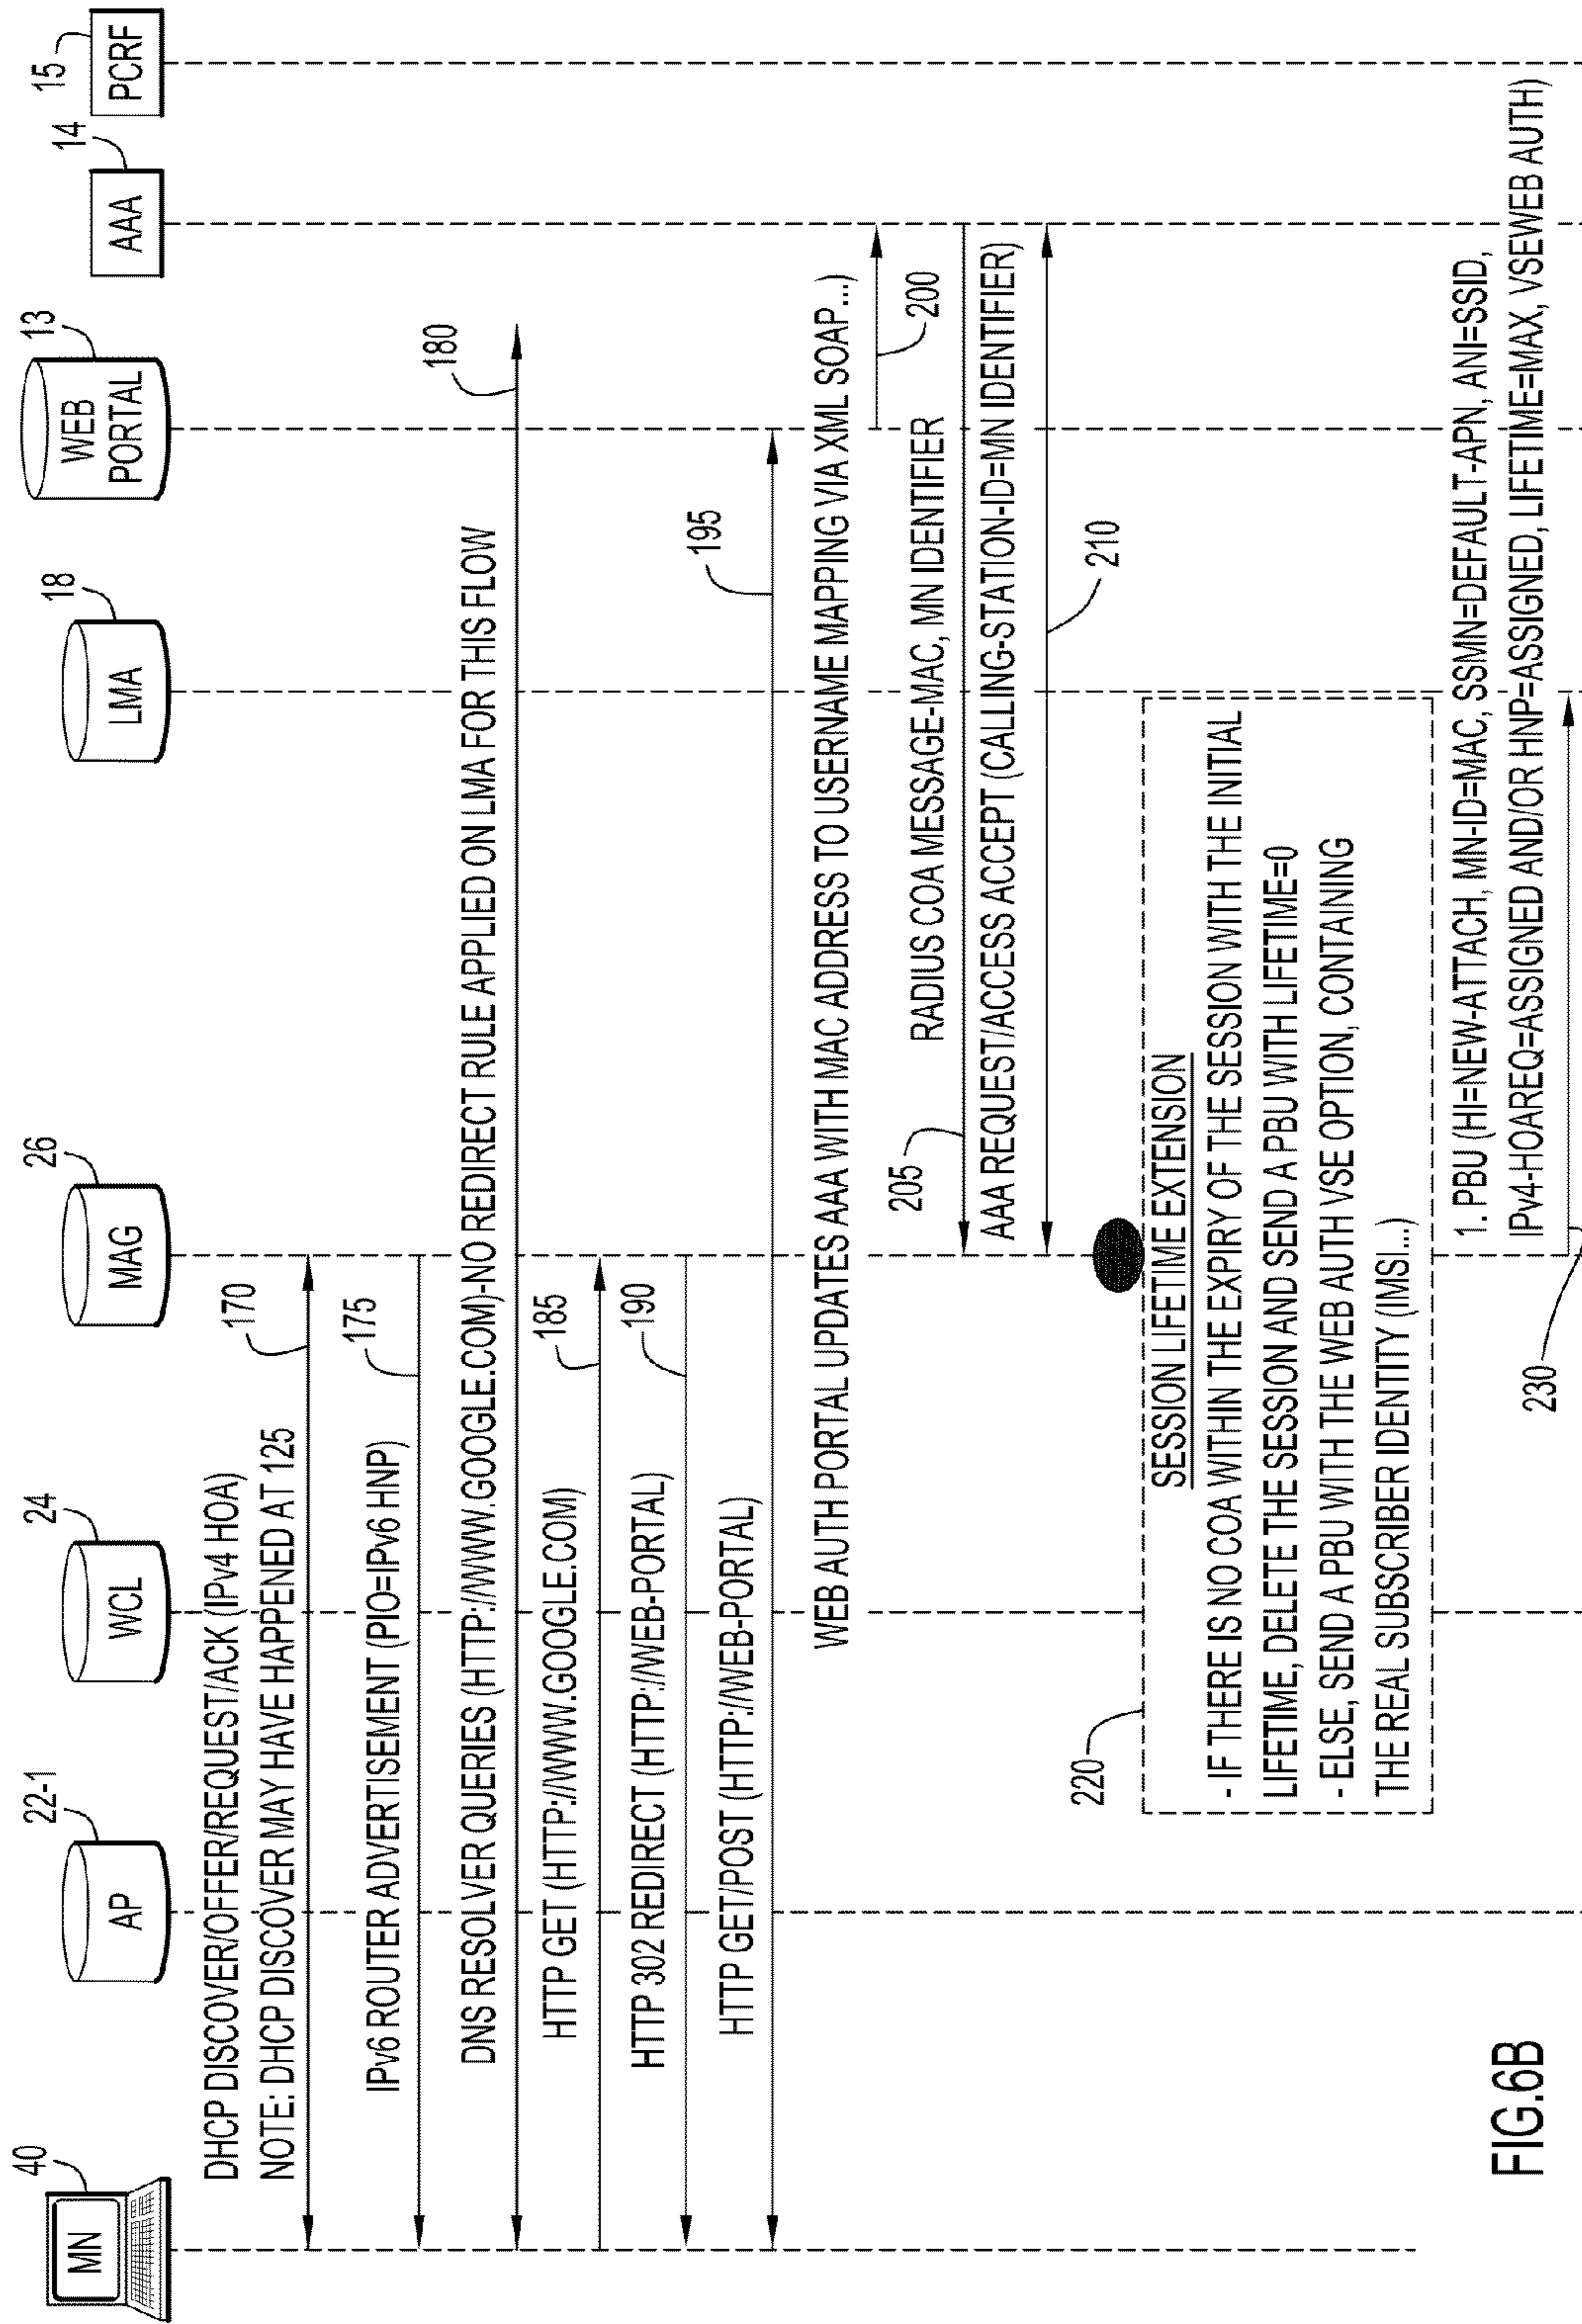 40
MN
22-1
AP
24
WCL
26
MAG
18
LMA
13
WEB
PORTAL
14
AAA
15
PCRF
DHCP DISCOVER/OFFER/REQUEST/ACK (IPv4 HOA)
NOTE: DHCP DISCOVER MAY HAVE HAPPENED AT 125
170
IPv6 ROUTER ADVERTISEMENT (PIO=IPv6 HNP)
175
DNS RESOLVER QUERIES (HTTP://WWW.GOOGLE.COM)-NO REDIRECT RULE APPLIED ON LMA FOR THIS FLOW
180
HTTP GET (HTTP://WWW.GOOGLE.COM)
185
HTTP 302 REDIRECT (HTTP://WEB-PORTAL)
190
HTTP GET/POST (HTTP://WEB-PORTAL)
195
WEB AUTH PORTAL UPDATES AAA WITH MAC ADDRESS TO USERNAME MAPPING VIA XML SOAP...)
200
RADIUS COA MESSAGE-MAC, MN IDENTIFIER
205
AAA REQUEST/ACCESS ACCEPT (CALLING-STATION-ID=MN IDENTIFIER)
210
220
SESSION LIFETIME EXTENSION
- IF THERE IS NO COA WITHIN THE EXPIRY OF THE SESSION WITH THE INITIAL
LIFETIME, DELETE THE SESSION AND SEND A PBU WITH LIFETIME=0
- ELSE, SEND A PBU WITH THE WEB AUTH VSE OPTION, CONTAINING
THE REAL SUBSCRIBER IDENTITY (IMSI...)
1. PBU (HI=NEW-ATTACH, MN-ID=MAC, SSMN=DEFAULT-APN, ANI=SSID,
IPv4-HOAREQ=ASSIGNED AND/OR HNP=ASSIGNED, LIFETIME=MAX, VSEWEB AUTH)
230
FIG.6B